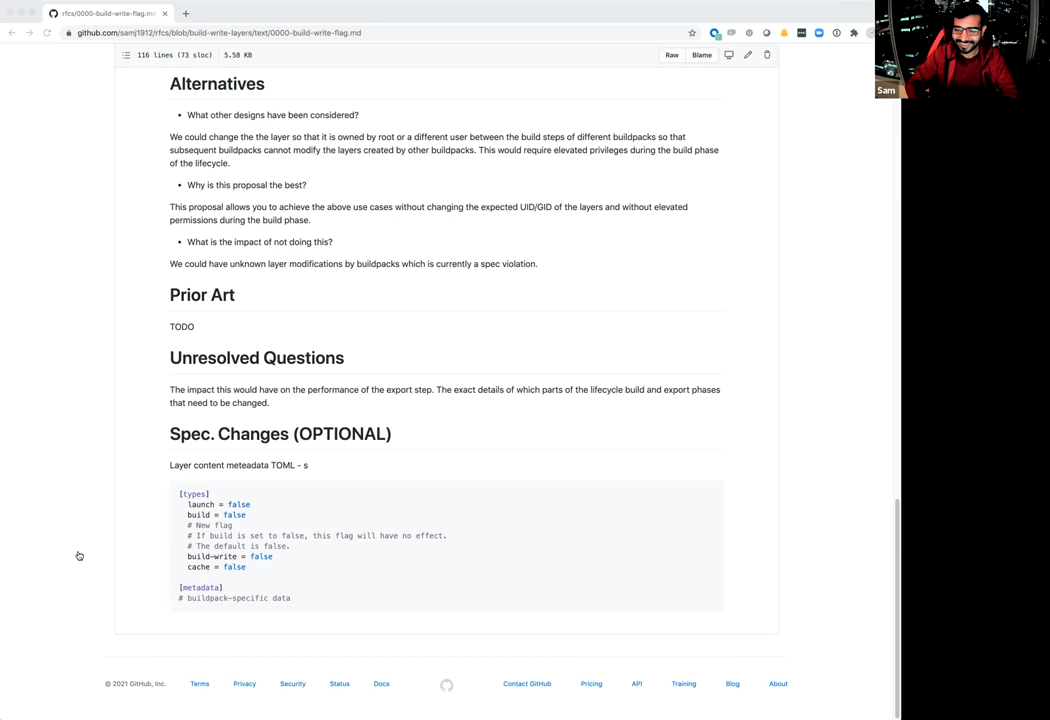 rfcs/0000-build-write-flag.md
github.com/samj1912/rfcs/blob/build-write-layers/text/0000-build-write-flag.md
Sam
116 lines (73 sloc) 5.58 KB
Raw Blame
Alternatives
• What other designs have been considered?
We could change the the layer so that it is owned by root or a different user between the build steps of different buildpacks so that
subsequent buildpacks cannot modify the layers created by other buildpacks. This would require elevated privileges during the build phase
of the lifecycle.
• Why is this proposal the best?
This proposal allows you to achieve the above use cases without changing the expected UID/GID of the layers and without elevated
permissions during the build phase.
• What is the impact of not doing this?
We could have unknown layer modifications by buildpacks which is currently a spec violation.
Prior Art
TODO
Unresolved Questions
The impact this would have on the performance of the export step. The exact details of which parts of the lifecycle build and export phases
that need to be changed.
Spec. Changes (OPTIONAL)
Layer content meteadata TOML - s
[types]
launch = false
build = false
# New flag
# If build is set to false, this flag will have no effect.
# The default is false.
build-write = false
cache = false
[metadata]
# buildpack-specific data
© 2021 GitHub, Inc. Terms Privacy Security Status Docs Contact GitHub Pricing API Training Blog About